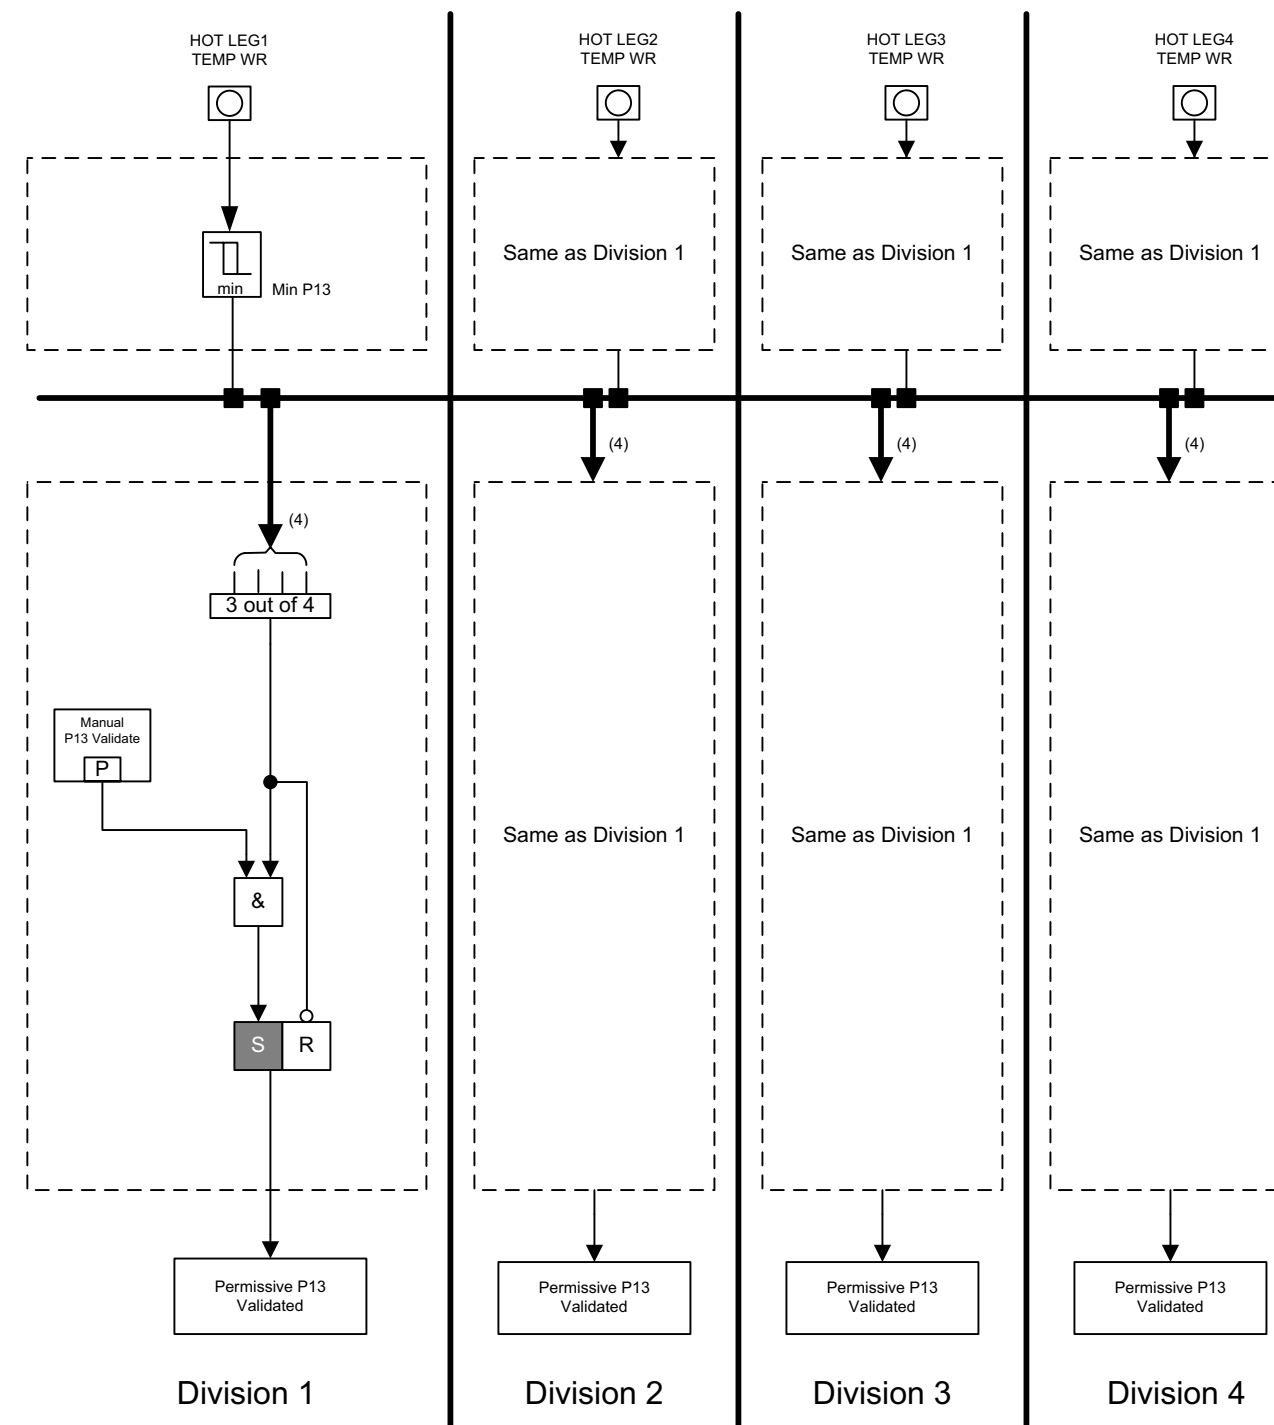 HOT LEG1
TEMP WR
HOT LEG2
TEMP WR
HOT LEG3
TEMP WR
HOT LEG4
TEMP WR
min
Min P13
Same as Division 1
Same as Division 1
Same as Division 1
(4)
(4)
(4)
(4)
3 out of 4
Manual
P13 Validate
P
&
S
R
Same as Division 1
Same as Division 1
Same as Division 1
Permissive P13
Validated
Permissive P13
Validated
Permissive P13
Validated
Permissive P13
Validated
Division 1
Division 2
Division 3
Division 4